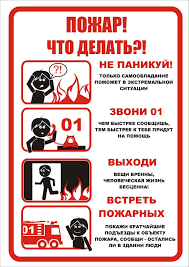 ПОЖАР!
ЧТО ДЕЛАТЬ?!
?!
НЕ ПАНИКУЙ!
ТОЛЬКО САМООБЛАДАНИЕ
ПОМОЖЕТ В ЭКСТРЕМАЛЬНОЙ
СИТУАЦИИ
01
ЗВОНИ 01
ЧЕМ БЫСТРЕЕ СООБЩИШЬ,
ТЕМ БЫСТРЕЕ К ТЕБЕ ПРИДУТ
НА ПОМОЩЬ
ВЫХОДИ
ВЕЩИ БРЕННЫ,
ЧЕЛОВЕЧЕСКАЯ ЖИЗНЬ
БЕСЦЕННА!
ВСТРЕТЬ
ПОЖАРНЫХ
ПОКАЖИ КРАТЧАЙШИЕ
ПОДЪЕЗДЫ К ОБЪЕКТУ
ПОЖАРА, СООБЩИ - ОСТАЛИСЬ
ЛИ В ЗДАНИИ ЛЮДИ
01